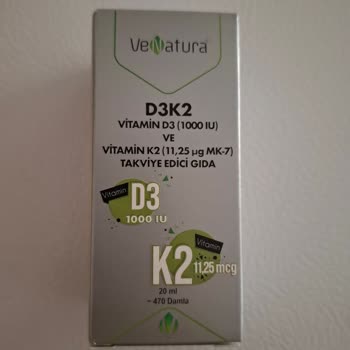 VeNatura
D3K2
VİTAMİN D3 (1000 IU)
VE
VİTAMİN K2 (11,25 µg MK-7)
TAKVİYE EDİCİ GIDA
Vitamin
D3
1000 IU
Vitamin
K2 11,25 mcg
20 ml
~ 470 Damla